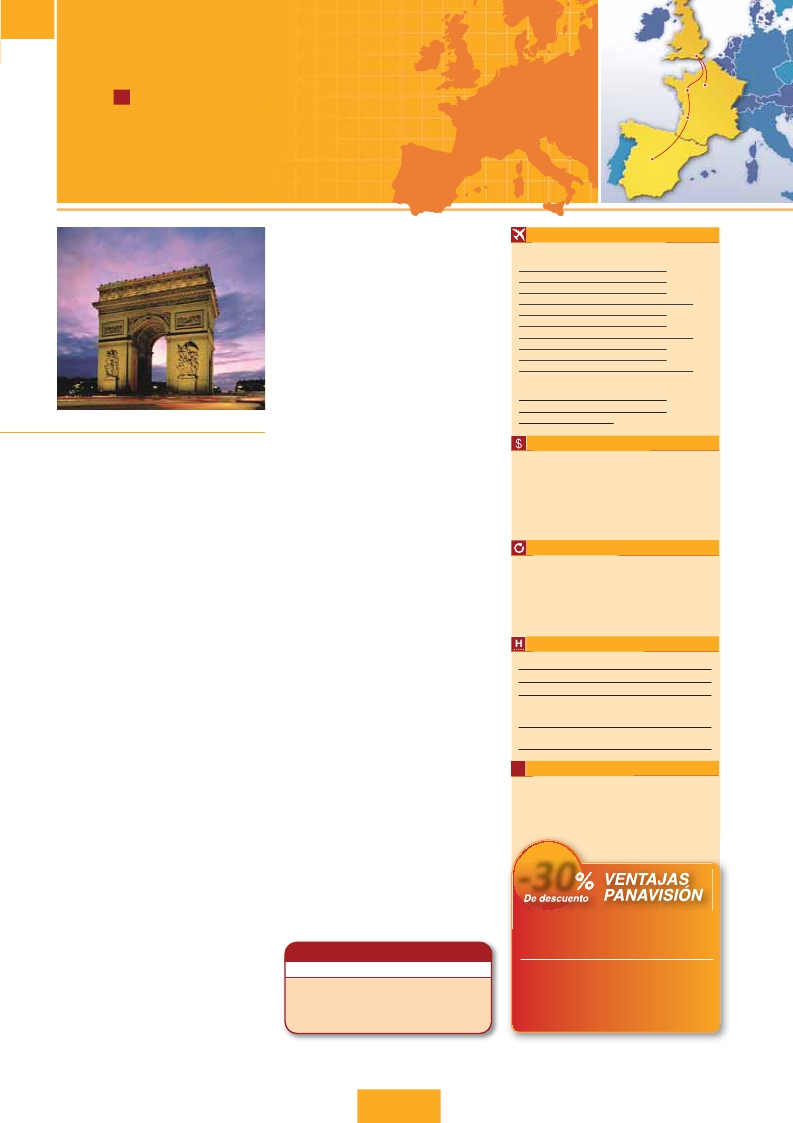 $
H
-30% VENTAJAS
De descuento PANAVISIÓN